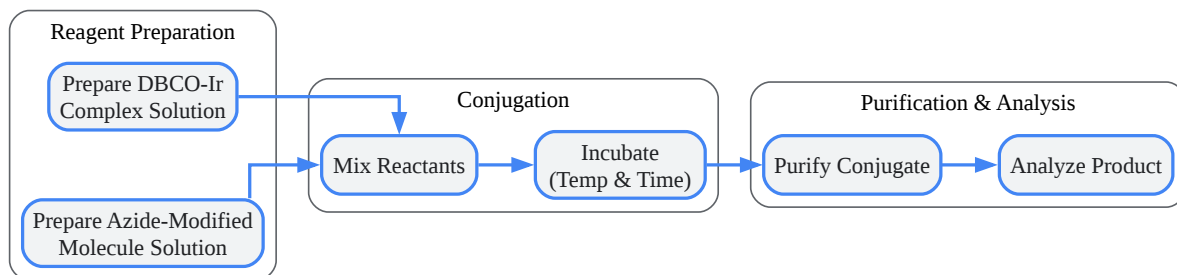 Reagent Preparation
Prepare DBCO-Ir
Complex Solution
Prepare Azide-Modified
Molecule Solution
Conjugation
Mix Reactants
Incubate
(Temp & Time)
Purification & Analysis
Purify Conjugate
Analyze Product